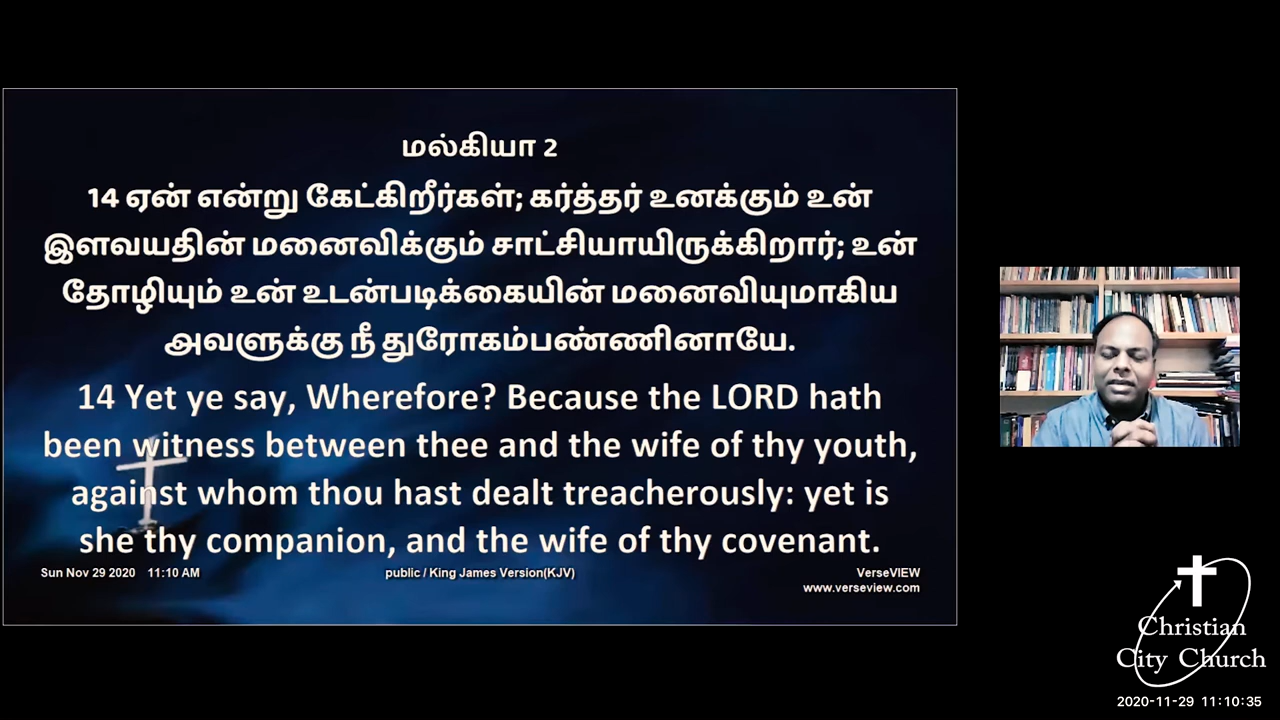 மல்கியா 2
14 ஏன் என்று கேட்கிறீர்கள்; கர்த்தர் உனக்கும் உன்
இளவயதின் மனைவிக்கும் சாட்சியாயிருக்கிறார்; உன்
தோழியும் உன் உடன்படிக்கையின் மனைவியுமாகிய
அவளுக்கு நீ துரோகம்பண்ணினாயே.
14 Yet ye say, Wherefore? Because the LORD hath
been witness between thee and the wife of thy youth,
against whom thou hast dealt treacherously: yet is
she thy companion, and the wife of thy covenant.
Sun Nov 29 2020 11:10 AM
public / King James Version(KJV)
VerseVIEW
www.verseview.com
Christian
City Church
2020-11-29 11:10:35